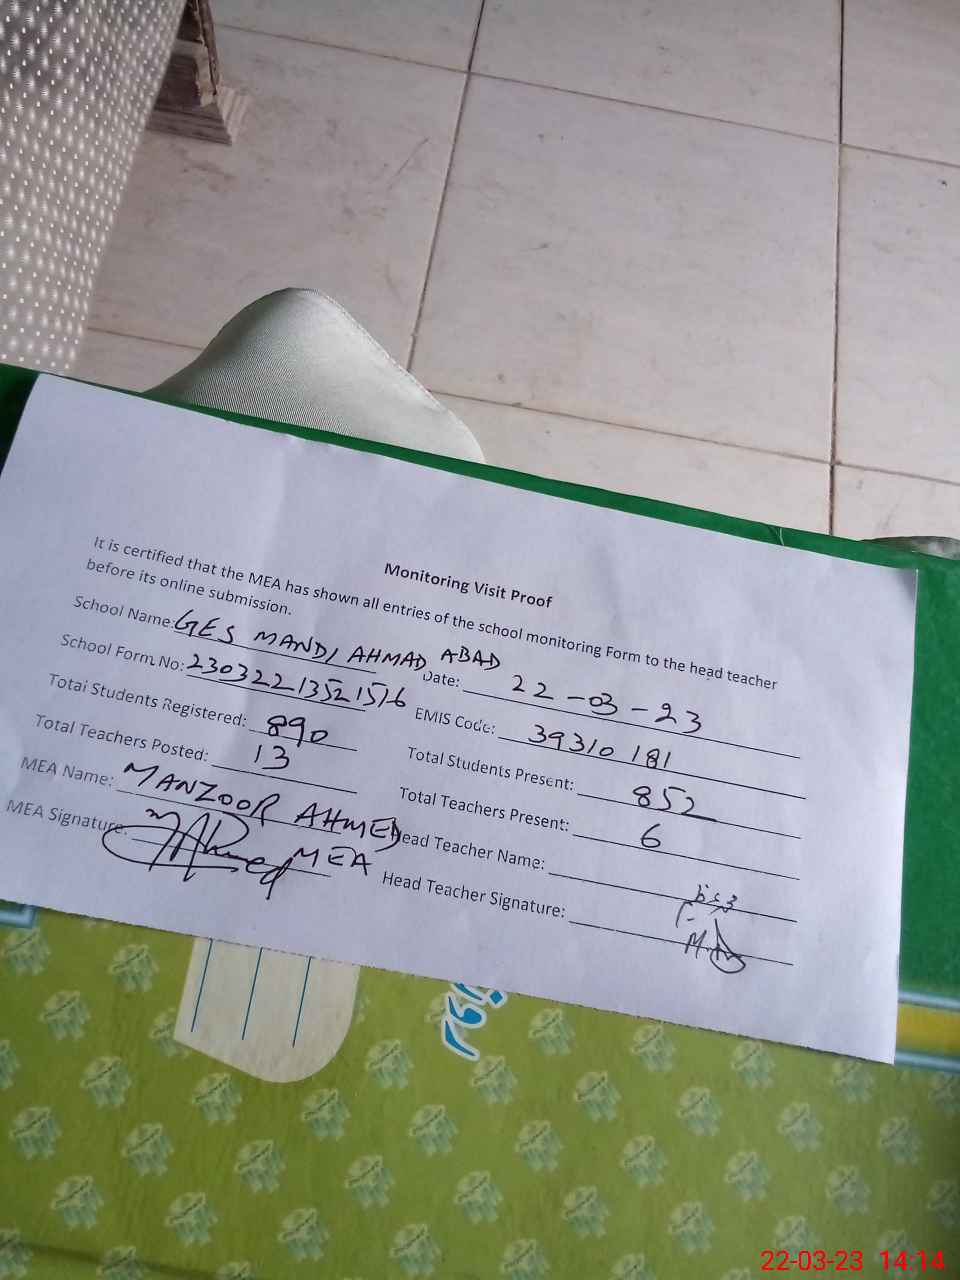 Monitoring Visit Proof
It is certified that the MEA has shown all entries of the school monitoring Form to the head teacher
before its online submission.
School Name: GES MANDI AHMAD ABAD
Date: 22-03-23
School Form No: 23032213521516
EMIS Code: 39310181
Total Students Registered: 890
Total Students Present: 852
Total Teachers Posted: 13
Total Teachers Present: 6
MEA Name: MANZOOR AHMED
Head Teacher Name:
MEA Signature: MEA
Head Teacher Signature:
22-03-23 14:14